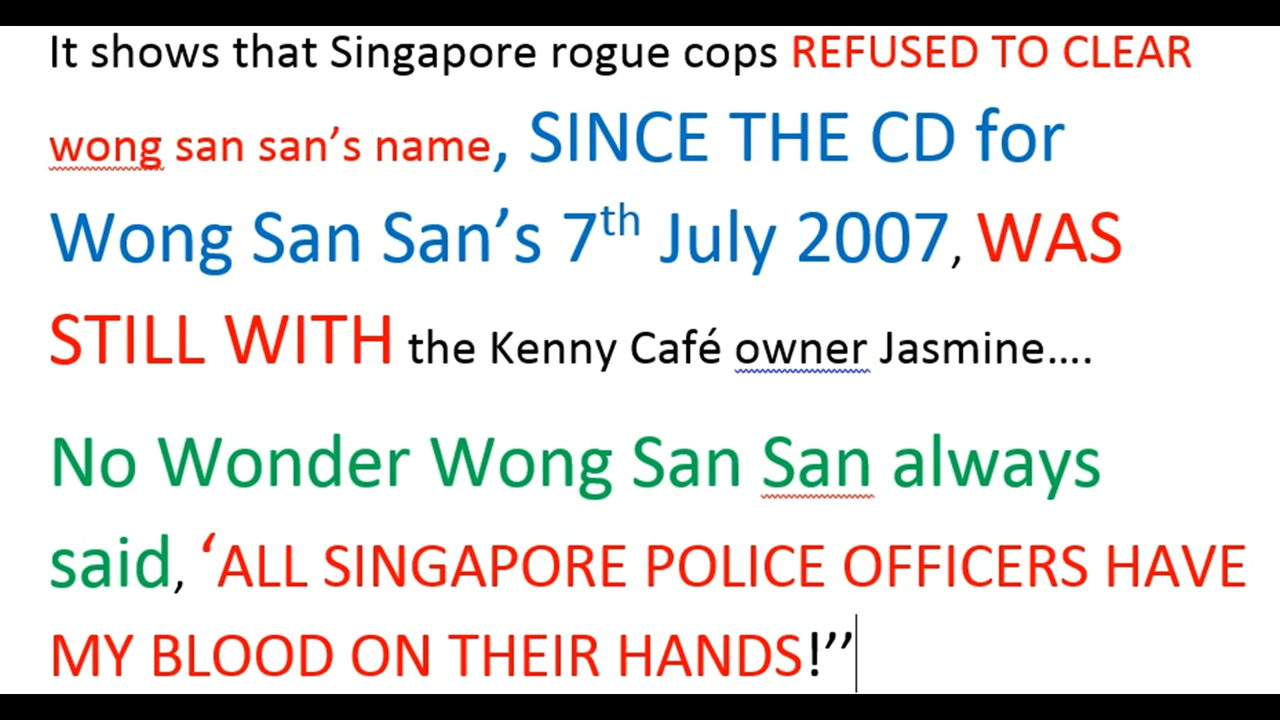 It shows that Singapore rogue cops REFUSED TO CLEAR
wong san san’s name, SINCE THE CD for
Wong San San’s 7th July 2007, WAS
STILL WITH the Kenny Café owner Jasmine....
No Wonder Wong San San always
said, ‘ALL SINGAPORE POLICE OFFICERS HAVE
MY BLOOD ON THEIR HANDS!’’